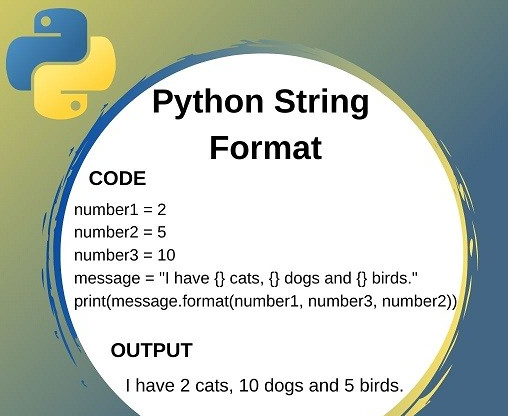 Python String
Format
CODE
number1 = 2
number2 = 5
number3 = 10
message = "I have {} cats, {} dogs and {} birds."
print(message.format(number1, number3, number2))
OUTPUT
I have 2 cats, 10 dogs and 5 birds.